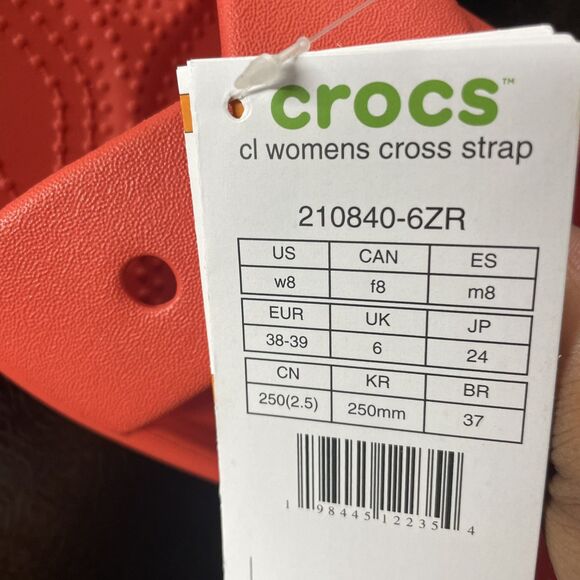 crocs™
cl womens cross strap
210840-6ZR
US CAN ES
w8 f8 m8
EUR UK JP
38-39 6 24
CN KR BR
250(2.5) 250mm 37
1 98445 12235 4